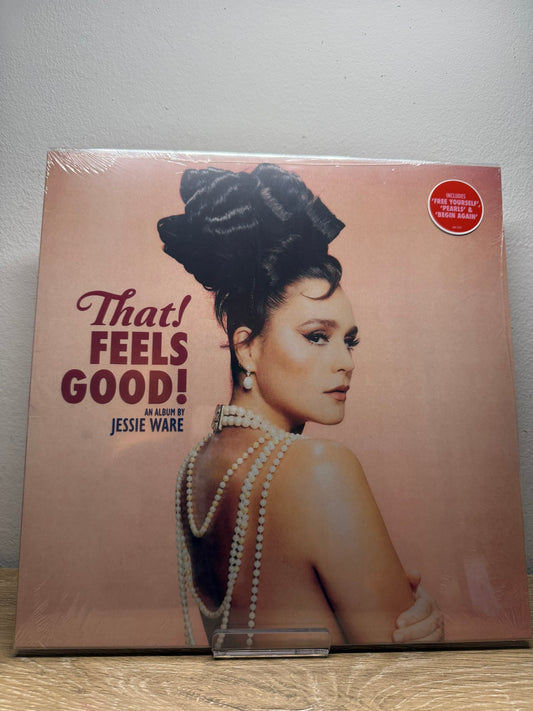 INCLUDES
'FREE YOURSELF',
'PEARLS' &
'BEGIN AGAIN'
That!
FEELS
GOOD!
AN ALBUM BY
JESSIE WARE